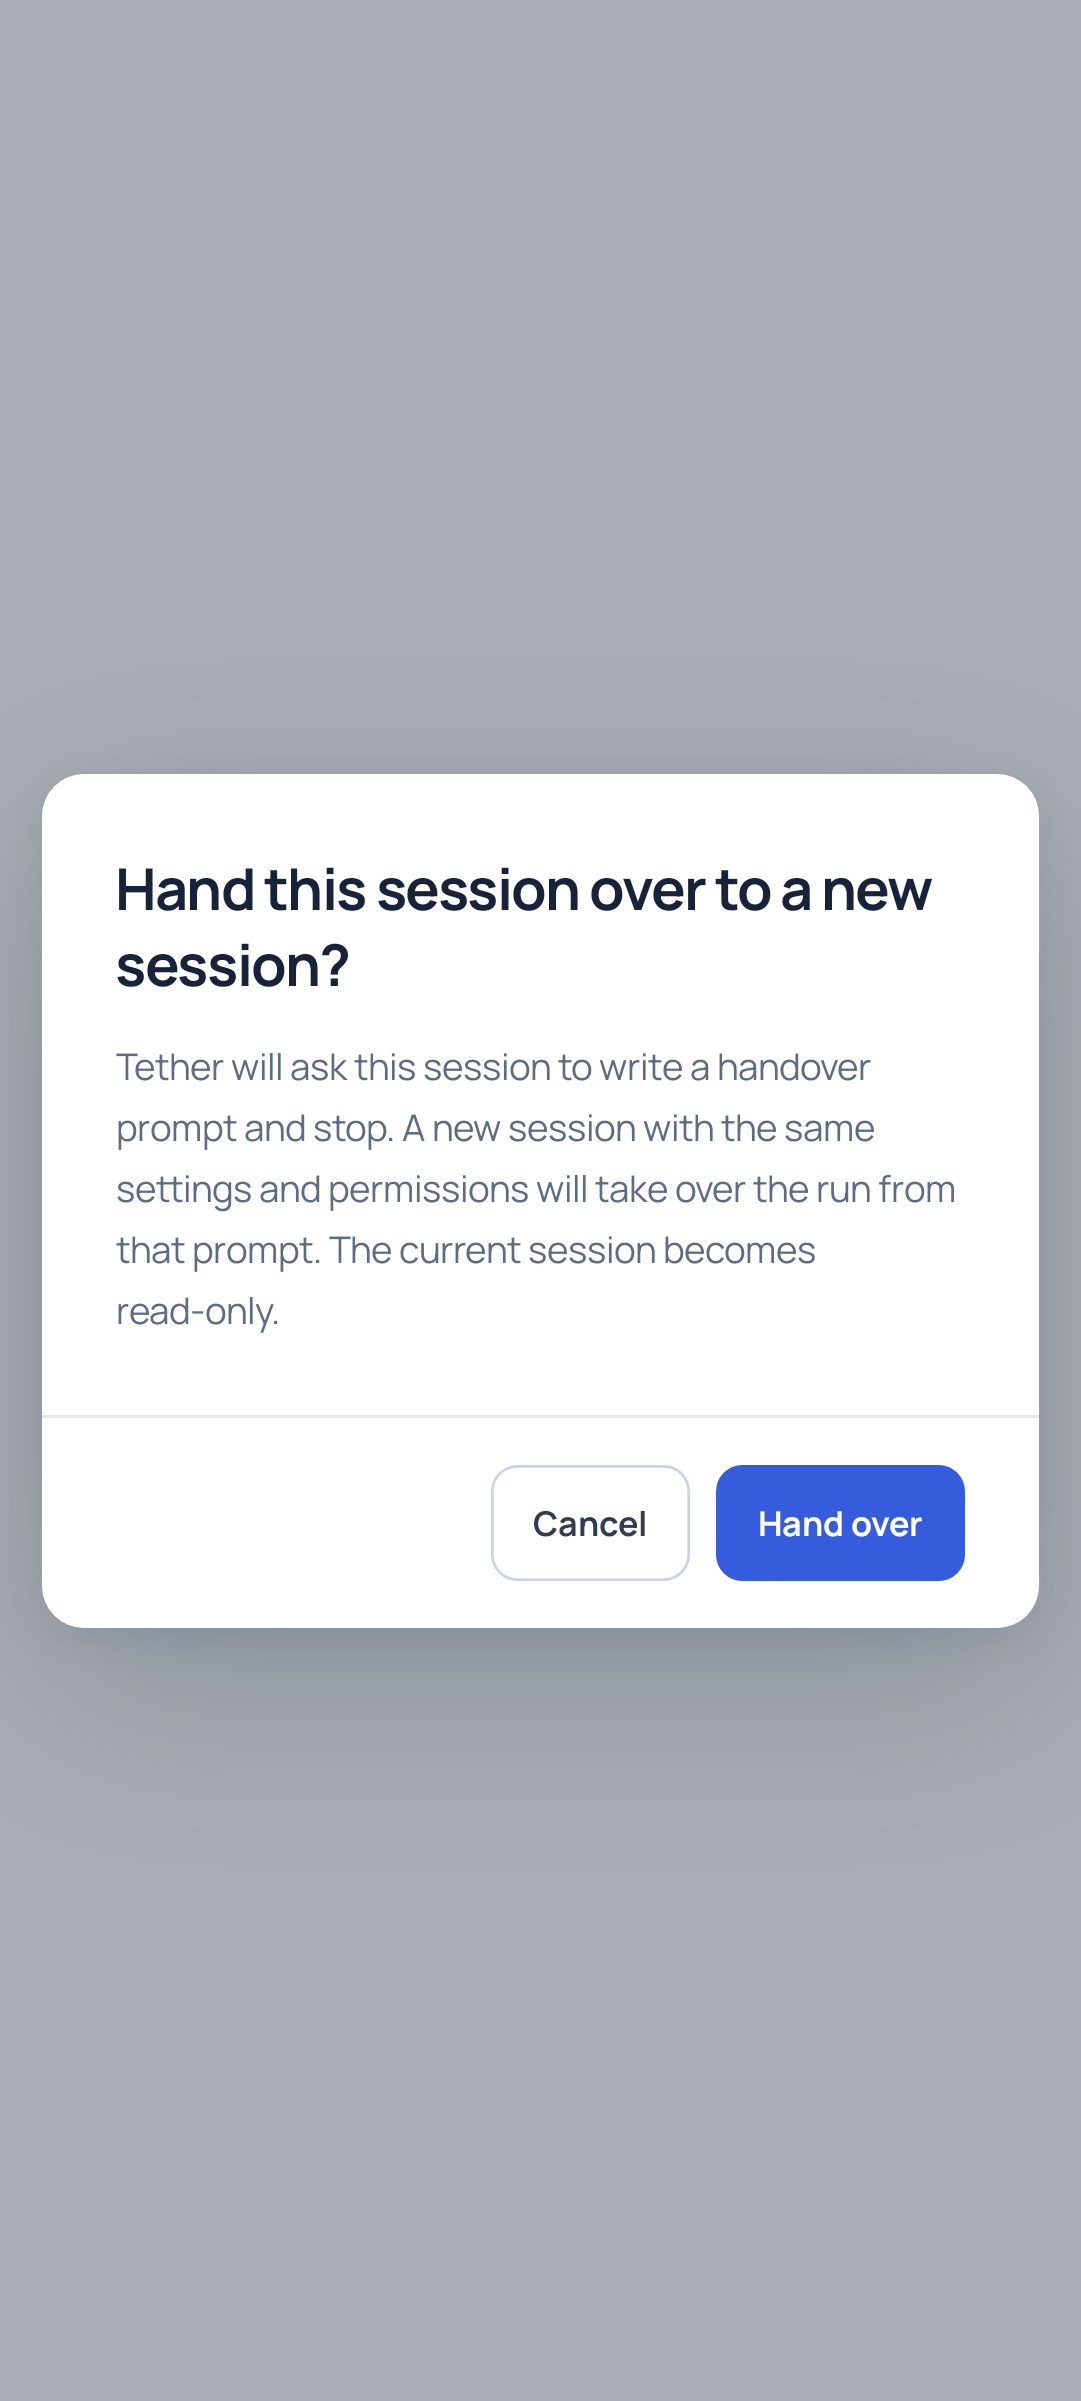 Hand this session over to a new
session?
Tether will ask this session to write a handover
prompt and stop. A new session with the same
settings and permissions will take over the run from
that prompt. The current session becomes
read-only.
Cancel
Hand over